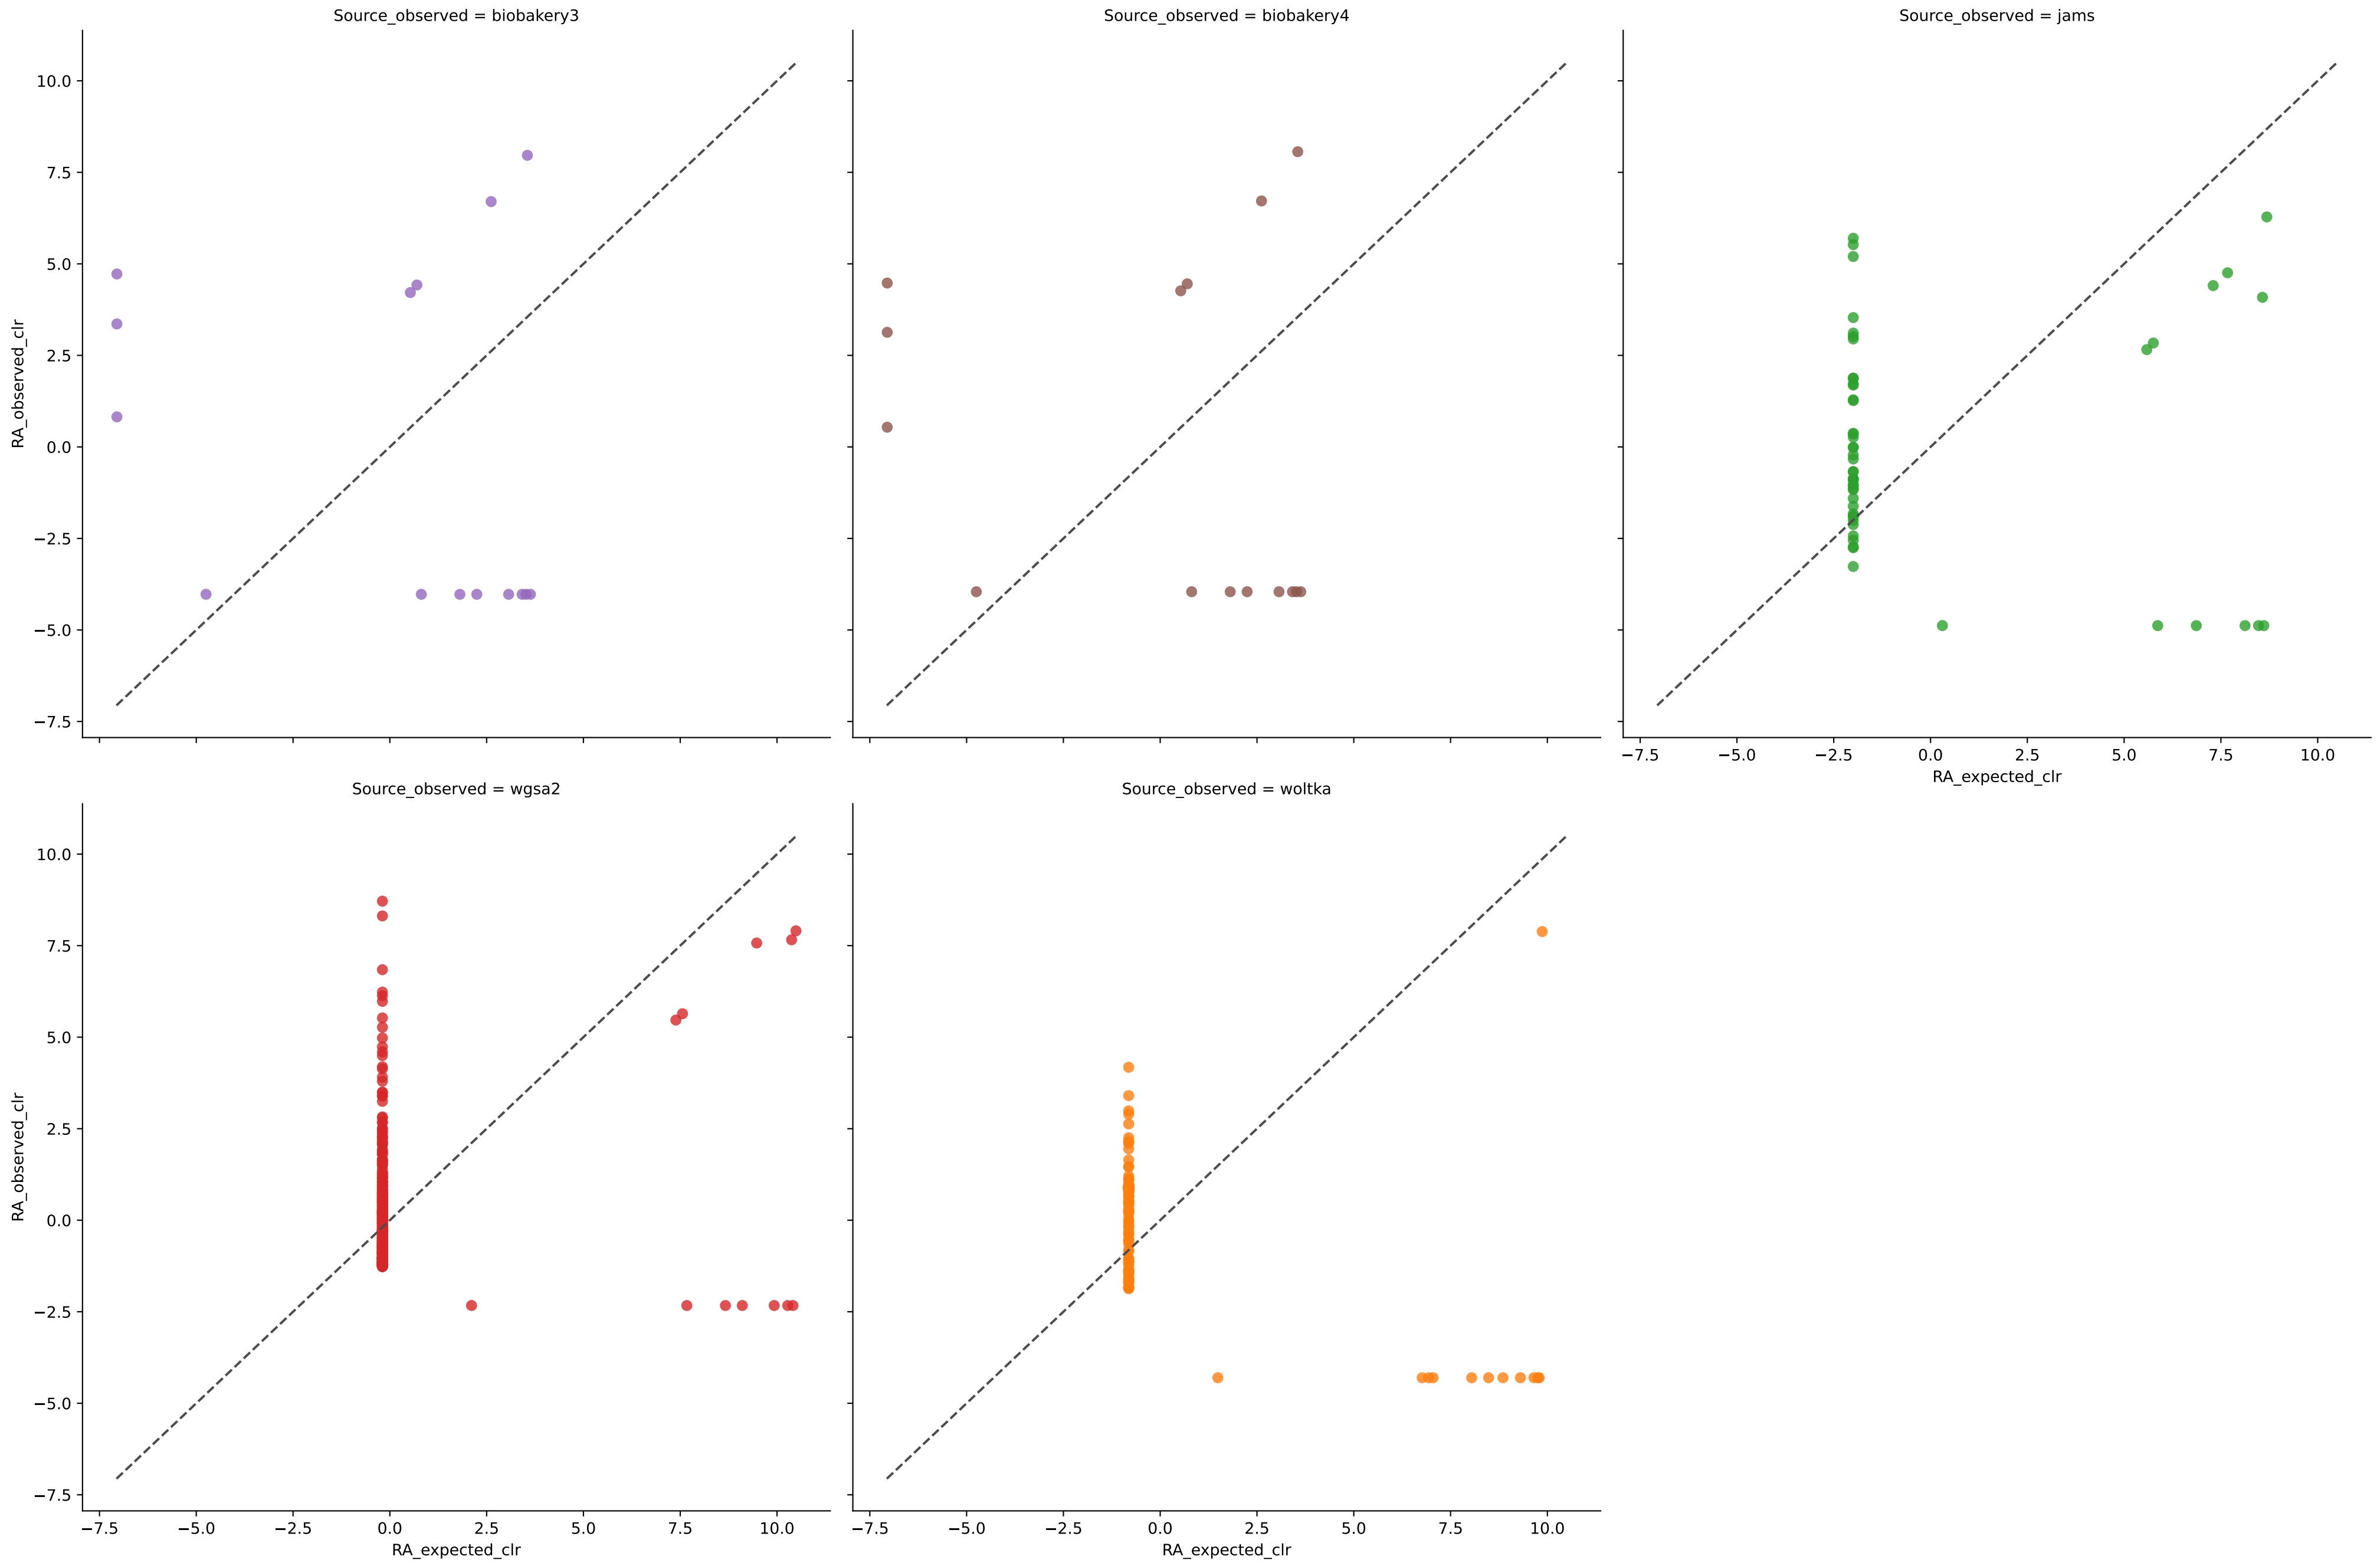 Source_observed = biobakery3
Source_observed = biobakery4
Source_observed = jams
10.0
7.5
5.0
2.5
0.0
−2.5
−5.0
−7.5
RA_observed_clr
−7.5 −5.0 −2.5 0.0 2.5 5.0 7.5 10.0
RA_expected_clr
Source_observed = wgsa2
Source_observed = woltka
10.0
7.5
5.0
2.5
0.0
−2.5
−5.0
−7.5
RA_observed_clr
−7.5 −5.0 −2.5 0.0 2.5 5.0 7.5 10.0
RA_expected_clr
−7.5 −5.0 −2.5 0.0 2.5 5.0 7.5 10.0
RA_expected_clr